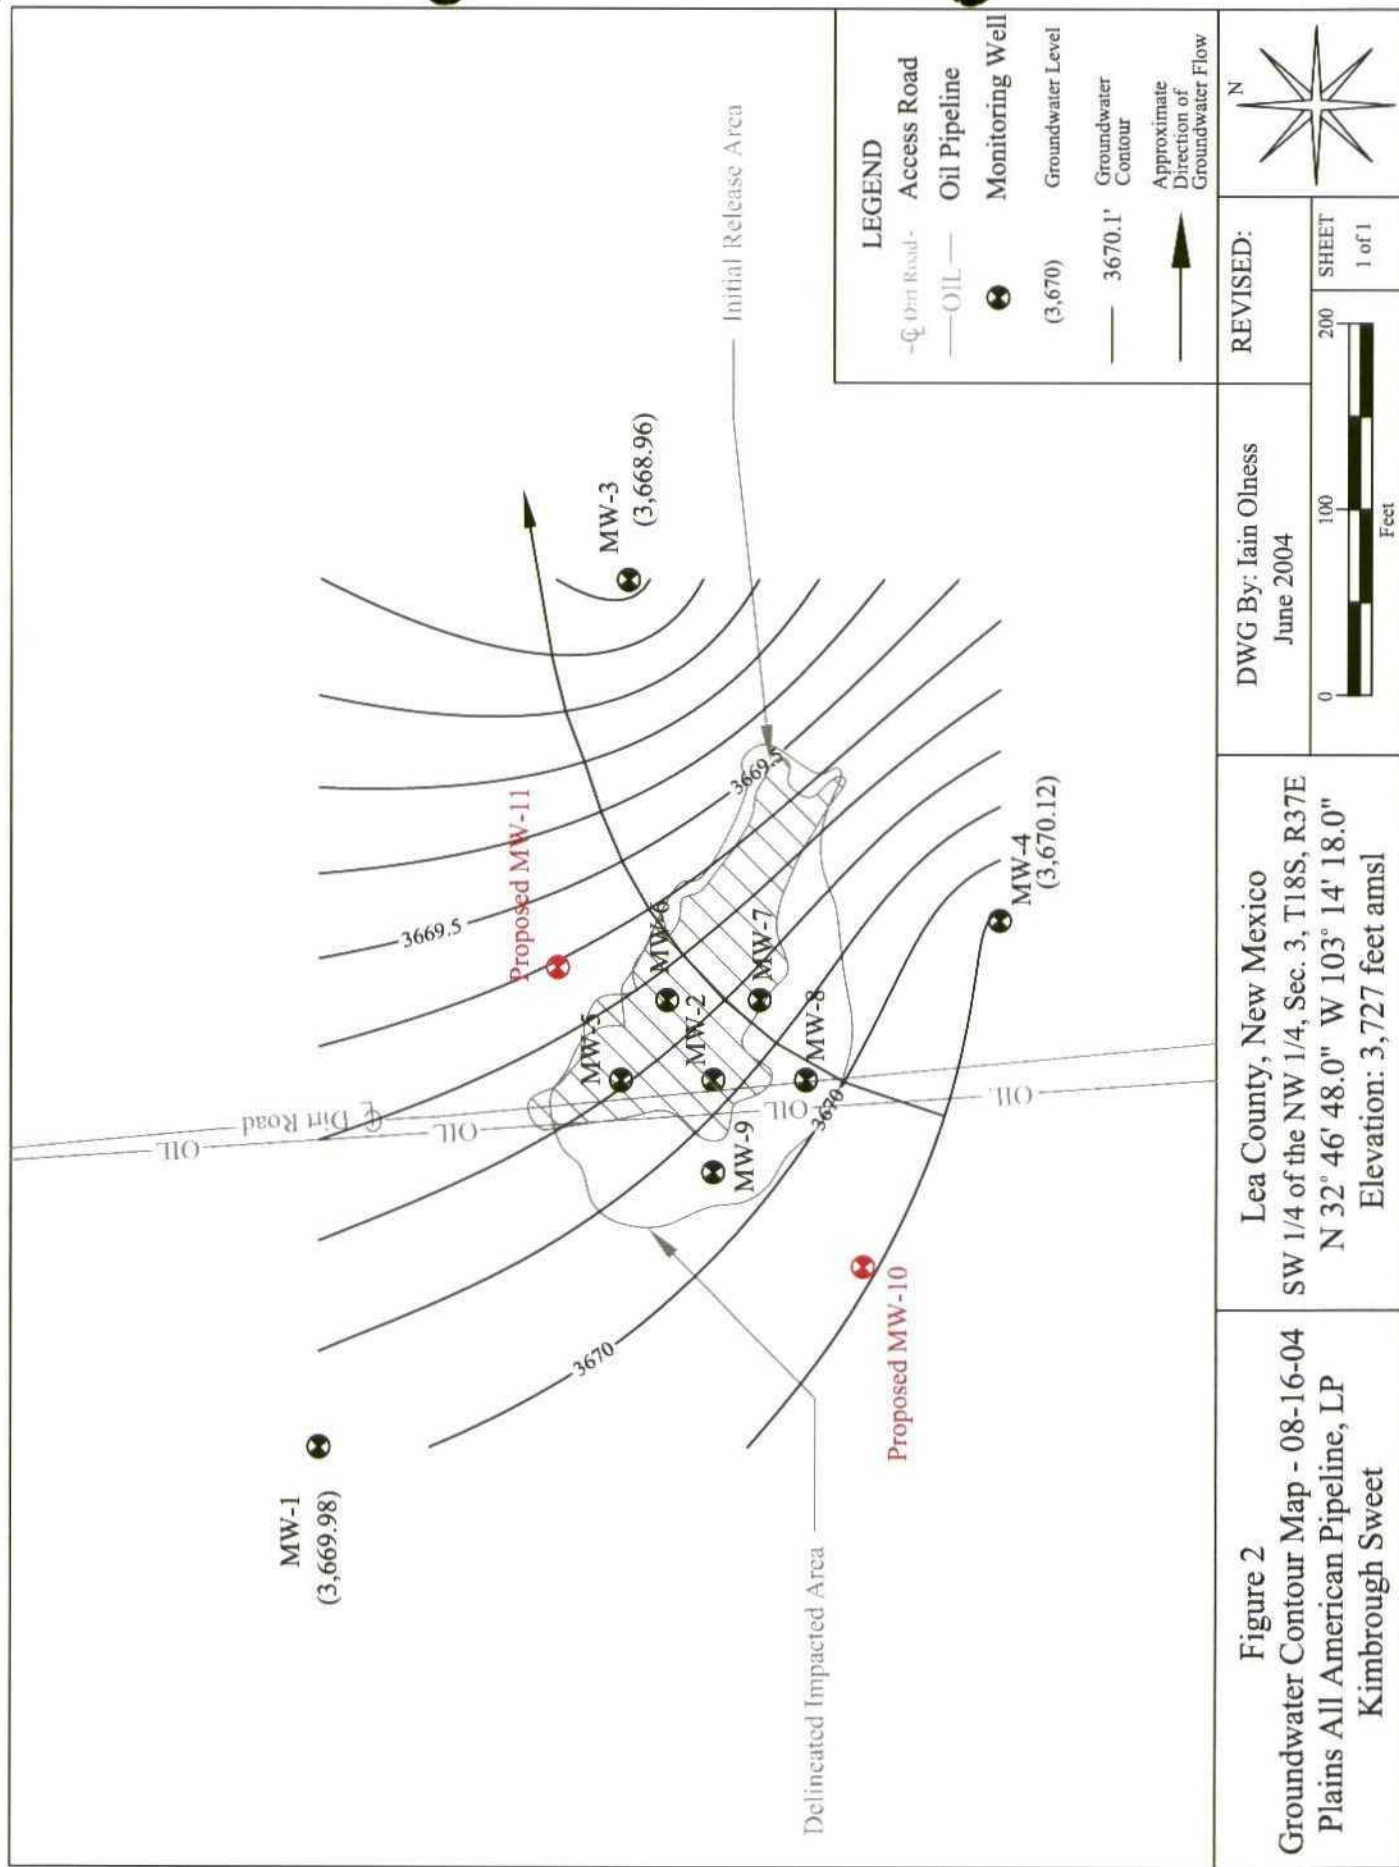 MW-1
(3,669.98)
MW-3
(3,668.96)
MW-4
(3,670.12)
Proposed MW-11
Proposed MW-10
MW-5
MW-6
MW-2
MW-7
MW-8
MW-9
3669.5
3669.5
3670
3670
OIL
OIL
OIL
OIL
℄ Dirt Road
Initial Release Area
Delineated Impacted Area
LEGEND
-℄ Dirt Road- Access Road
OIL Oil Pipeline
Monitoring Well
(3,670) Groundwater Level
3670.1' Groundwater
Contour
Approximate
Direction of
Groundwater Flow
Figure 2
Groundwater Contour Map - 08-16-04
Plains All American Pipeline, LP
Kimbrough Sweet
Lea County, New Mexico
SW 1/4 of the NW 1/4, Sec. 3, T18S, R37E
N 32° 46' 48.0" W 103° 14' 18.0"
Elevation: 3,727 feet amsl
DWG By: Iain Olness
June 2004
REVISED:
0 100 200
Feet
SHEET
1 of 1
N